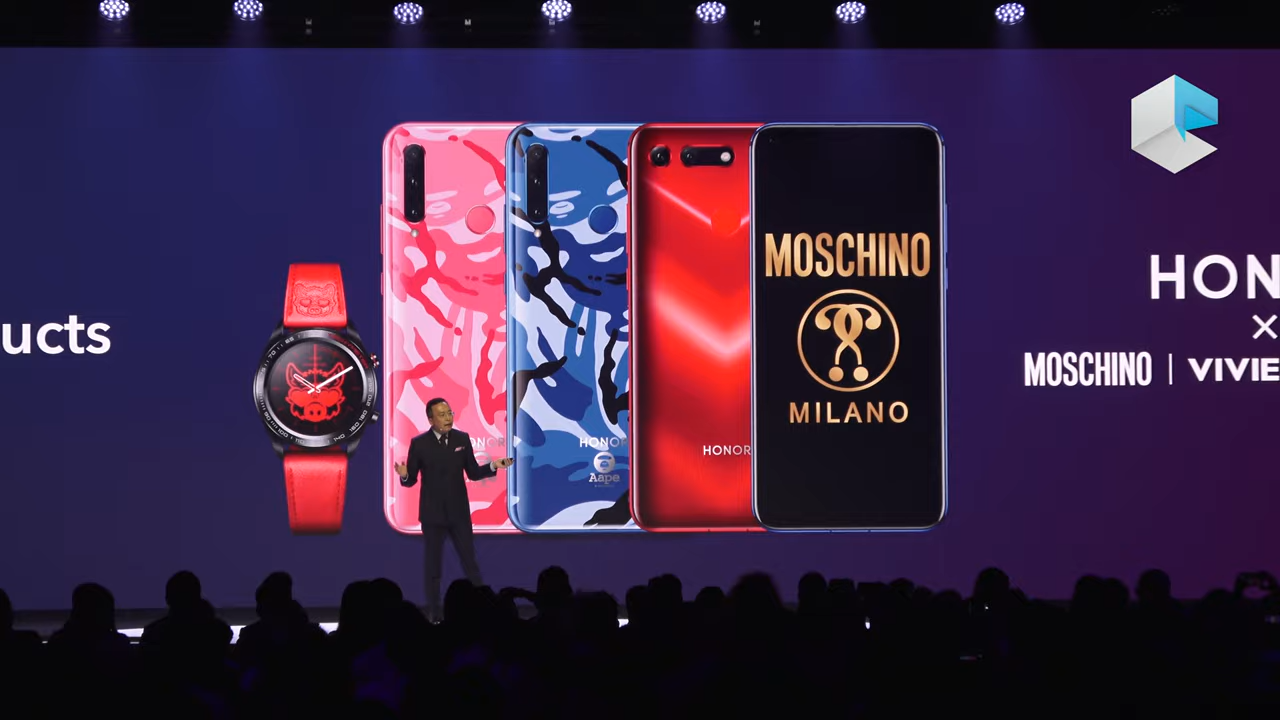 ucts
HONOR
HONOR
Aape
HONOR
MOSCHINO
MILANO
HON
×
MOSCHINO | VIVIE